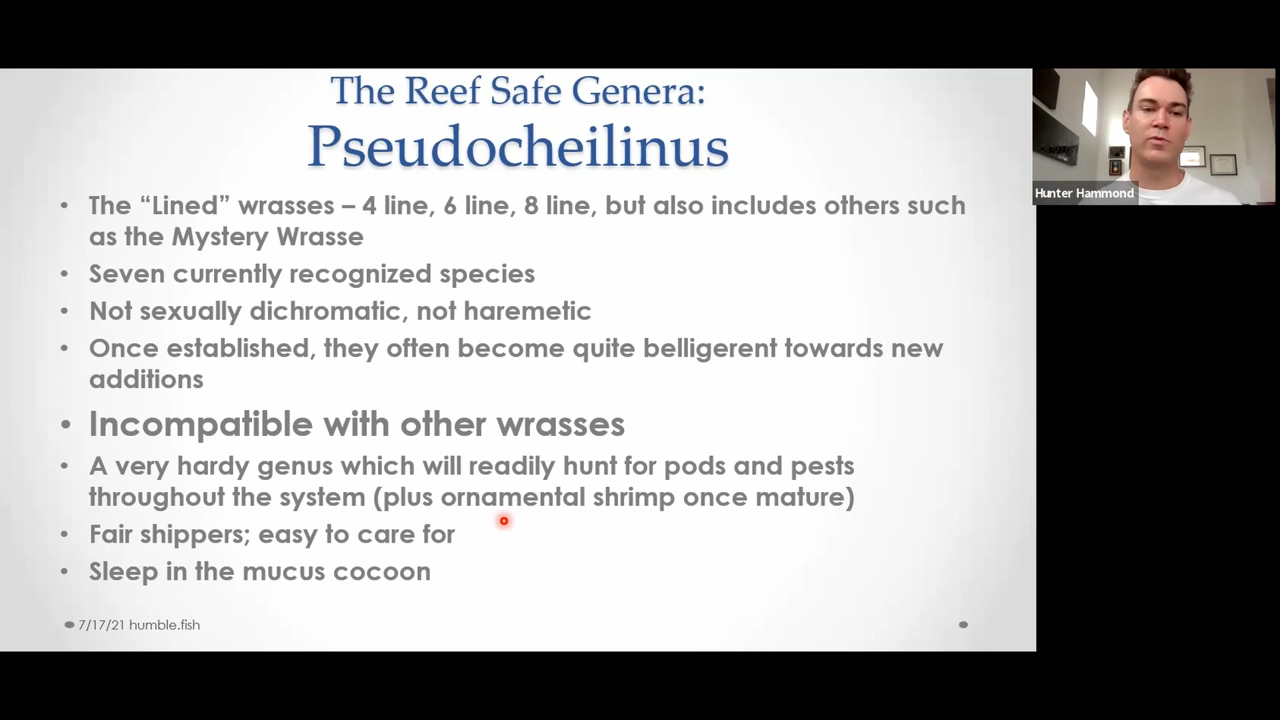 The Reef Safe Genera:
Pseudocheilinus
• The “Lined” wrasses – 4 line, 6 line, 8 line, but also includes others such
as the Mystery Wrasse
• Seven currently recognized species
• Not sexually dichromatic, not haremetic
• Once established, they often become quite belligerent towards new
additions
• Incompatible with other wrasses
• A very hardy genus which will readily hunt for pods and pests
throughout the system (plus ornamental shrimp once mature)
• Fair shippers; easy to care for
• Sleep in the mucus cocoon
7/17/21 humble.fish
Hunter Hammond